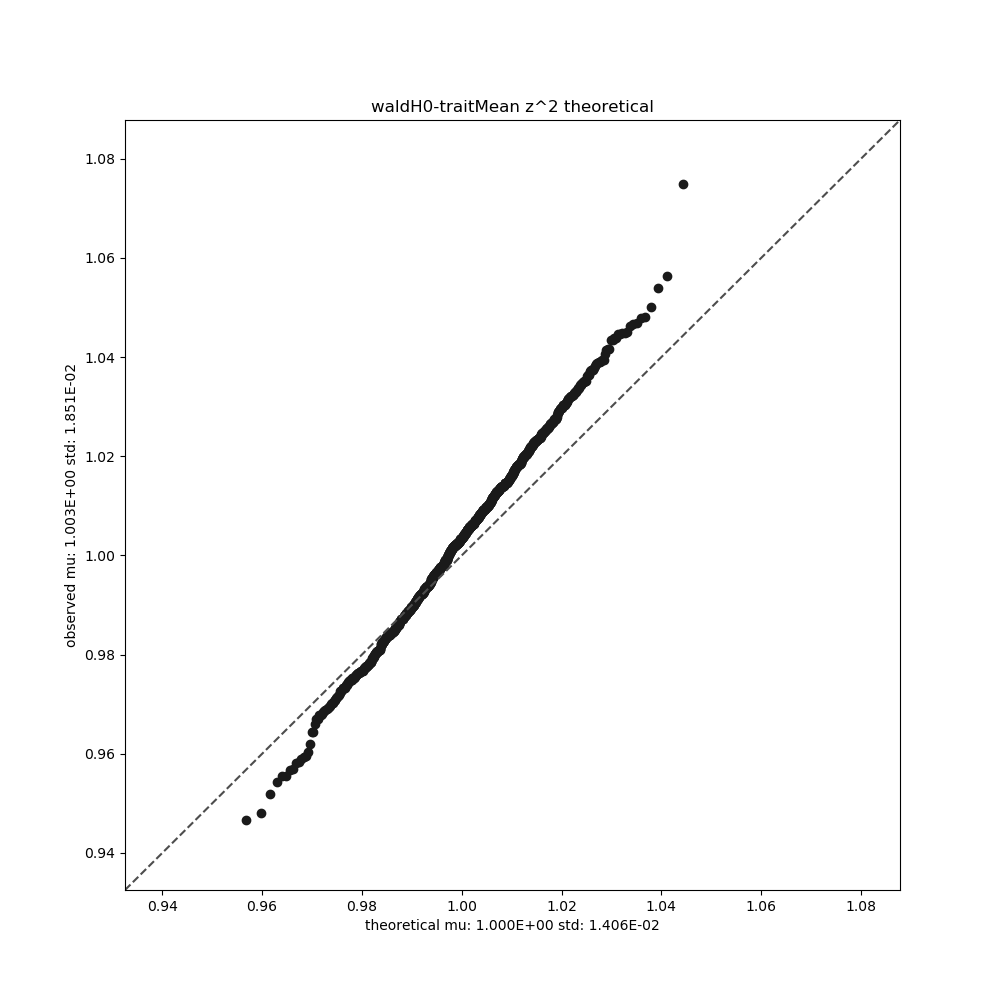 waldH0-traitMean z^2 theoretical
1.08
1.06
1.04
1.02
1.00
0.98
0.96
0.94
observed mu: 1.003E+00 std: 1.851E-02
0.94 0.96 0.98 1.00 1.02 1.04 1.06 1.08
theoretical mu: 1.000E+00 std: 1.406E-02